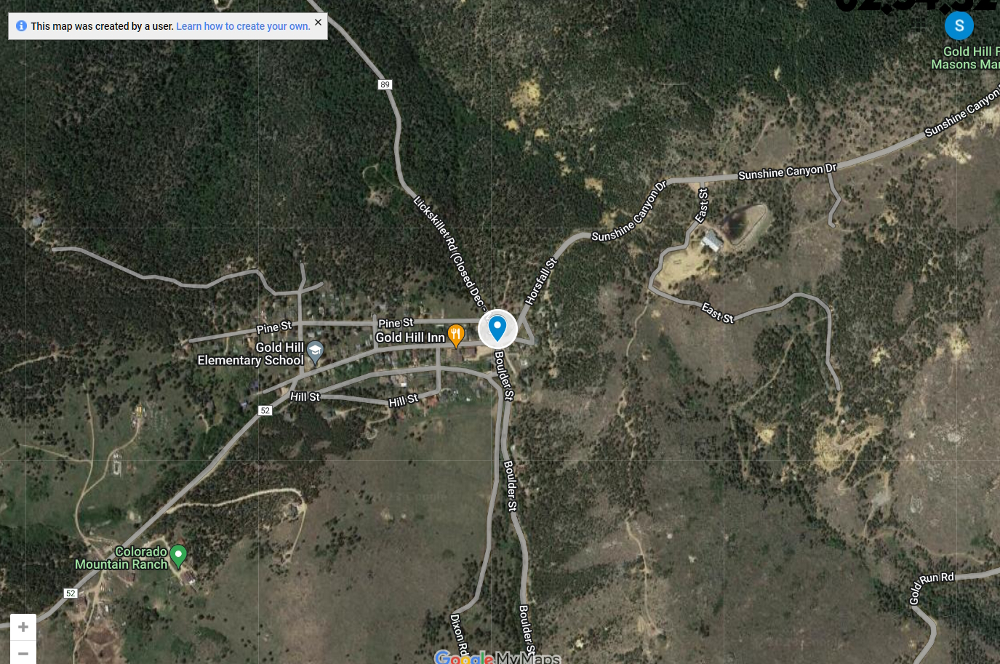 This map was created by a user. Learn how to create your own.
S
Gold Hill F
Masons Mar
89
Sunshine Canyon
Sunshine Canyon Dr
Sunshine Canyon Dr
East St
Lickskillet Rd (Closed Dec -
Horsfall St
East St
Pine St
Pine St
Gold Hill Inn
Gold Hill
Elementary School
Boulder St
Hill St
Hill St
52
Boulder St
Colorado
Mountain Ranch
52
Gold Run Rd
Dixon Rd
Boulder St
Google My Maps